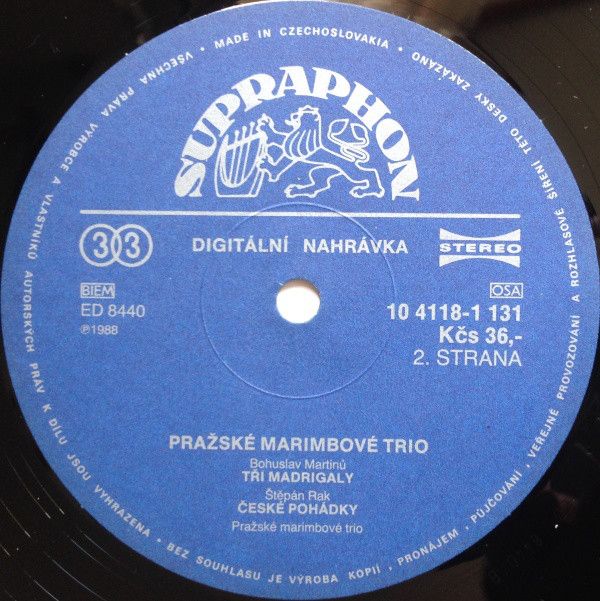 VŠECHNA PRÁVA VÝROBCE A VLASTNÍKŮ AUTORSKÝCH PRÁV K DÍLU JSOU VYHRAZENA • BEZ SOUHLASU JE VÝROBA KOPIÍ, PRONÁJEM, PŮJČOVÁNÍ, VEŘEJNÉ PROVOZOVÁNÍ A ROZHLASOVÉ ŠÍŘENÍ TÉTO DESKY ZAKÁZÁNO • MADE IN CZECHOSLOVAKIA •
SUPRAPHON
33 DIGITÁLNÍ NAHRÁVKA STEREO
BIEM OSA
ED 8440 10 4118-1 131
℗1988 Kčs 36,-
2. STRANA
PRAŽSKÉ MARIMBOVÉ TRIO
Bohuslav Martinů
TŘI MADRIGALY
Štěpán Rak
ČESKÉ POHÁDKY
Pražské marimbové trio